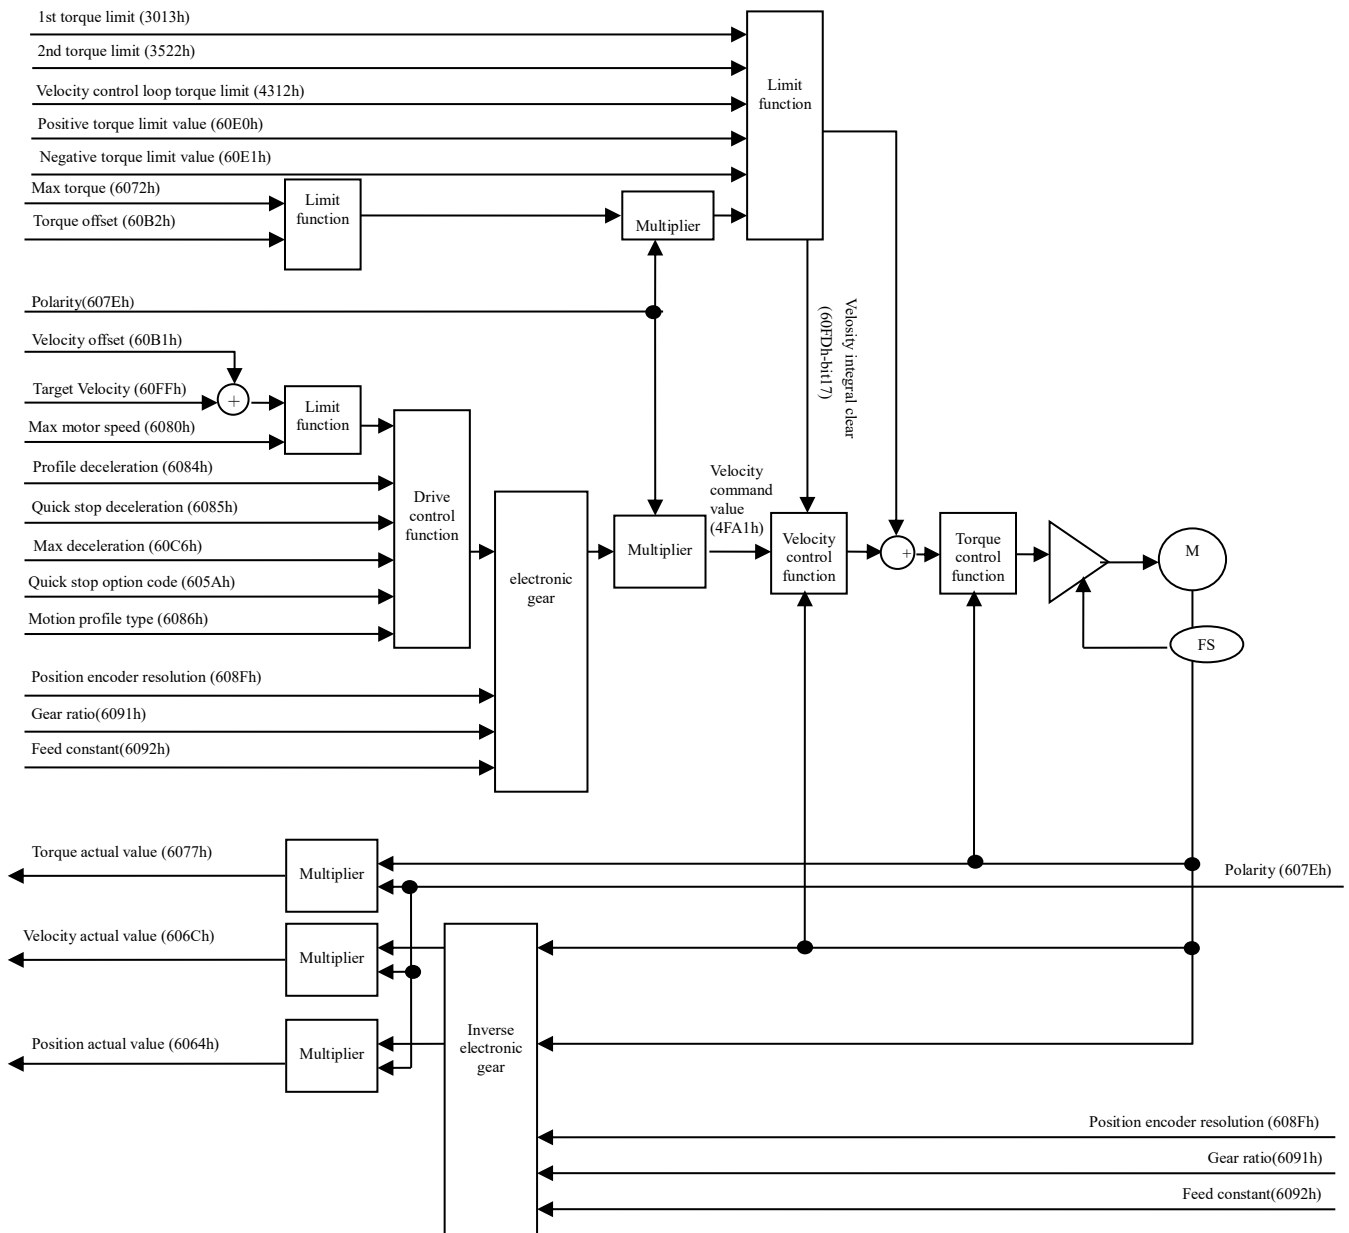 1st torque limit (3013h)
2nd torque limit (3522h)
Velocity control loop torque limit (4312h)
Positive torque limit value (60E0h)
Negative torque limit value (60E1h)
Max torque (6072h)
Torque offset (60B2h)
Limit
function
Limit
function
Multiplier
Polarity(607Eh)
Velocity offset (60B1h)
Target Velocity (60FFh)
+
Max motor speed (6080h)
Limit
function
Profile deceleration (6084h)
Quick stop deceleration (6085h)
Max deceleration (60C6h)
Quick stop option code (605Ah)
Motion profile type (6086h)
Drive
control
function
Position encoder resolution (608Fh)
Gear ratio(6091h)
Feed constant(6092h)
electronic
gear
Multiplier
Velocity
command
value
(4FA1h)
Velosity integral clear
(60FDh-bit17)
Velocity
control
function
+
Torque
control
function
M
FS
Torque actual value (6077h)
Multiplier
Polarity (607Eh)
Velocity actual value (606Ch)
Multiplier
Position actual value (6064h)
Multiplier
Inverse
electronic
gear
Position encoder resolution (608Fh)
Gear ratio(6091h)
Feed constant(6092h)